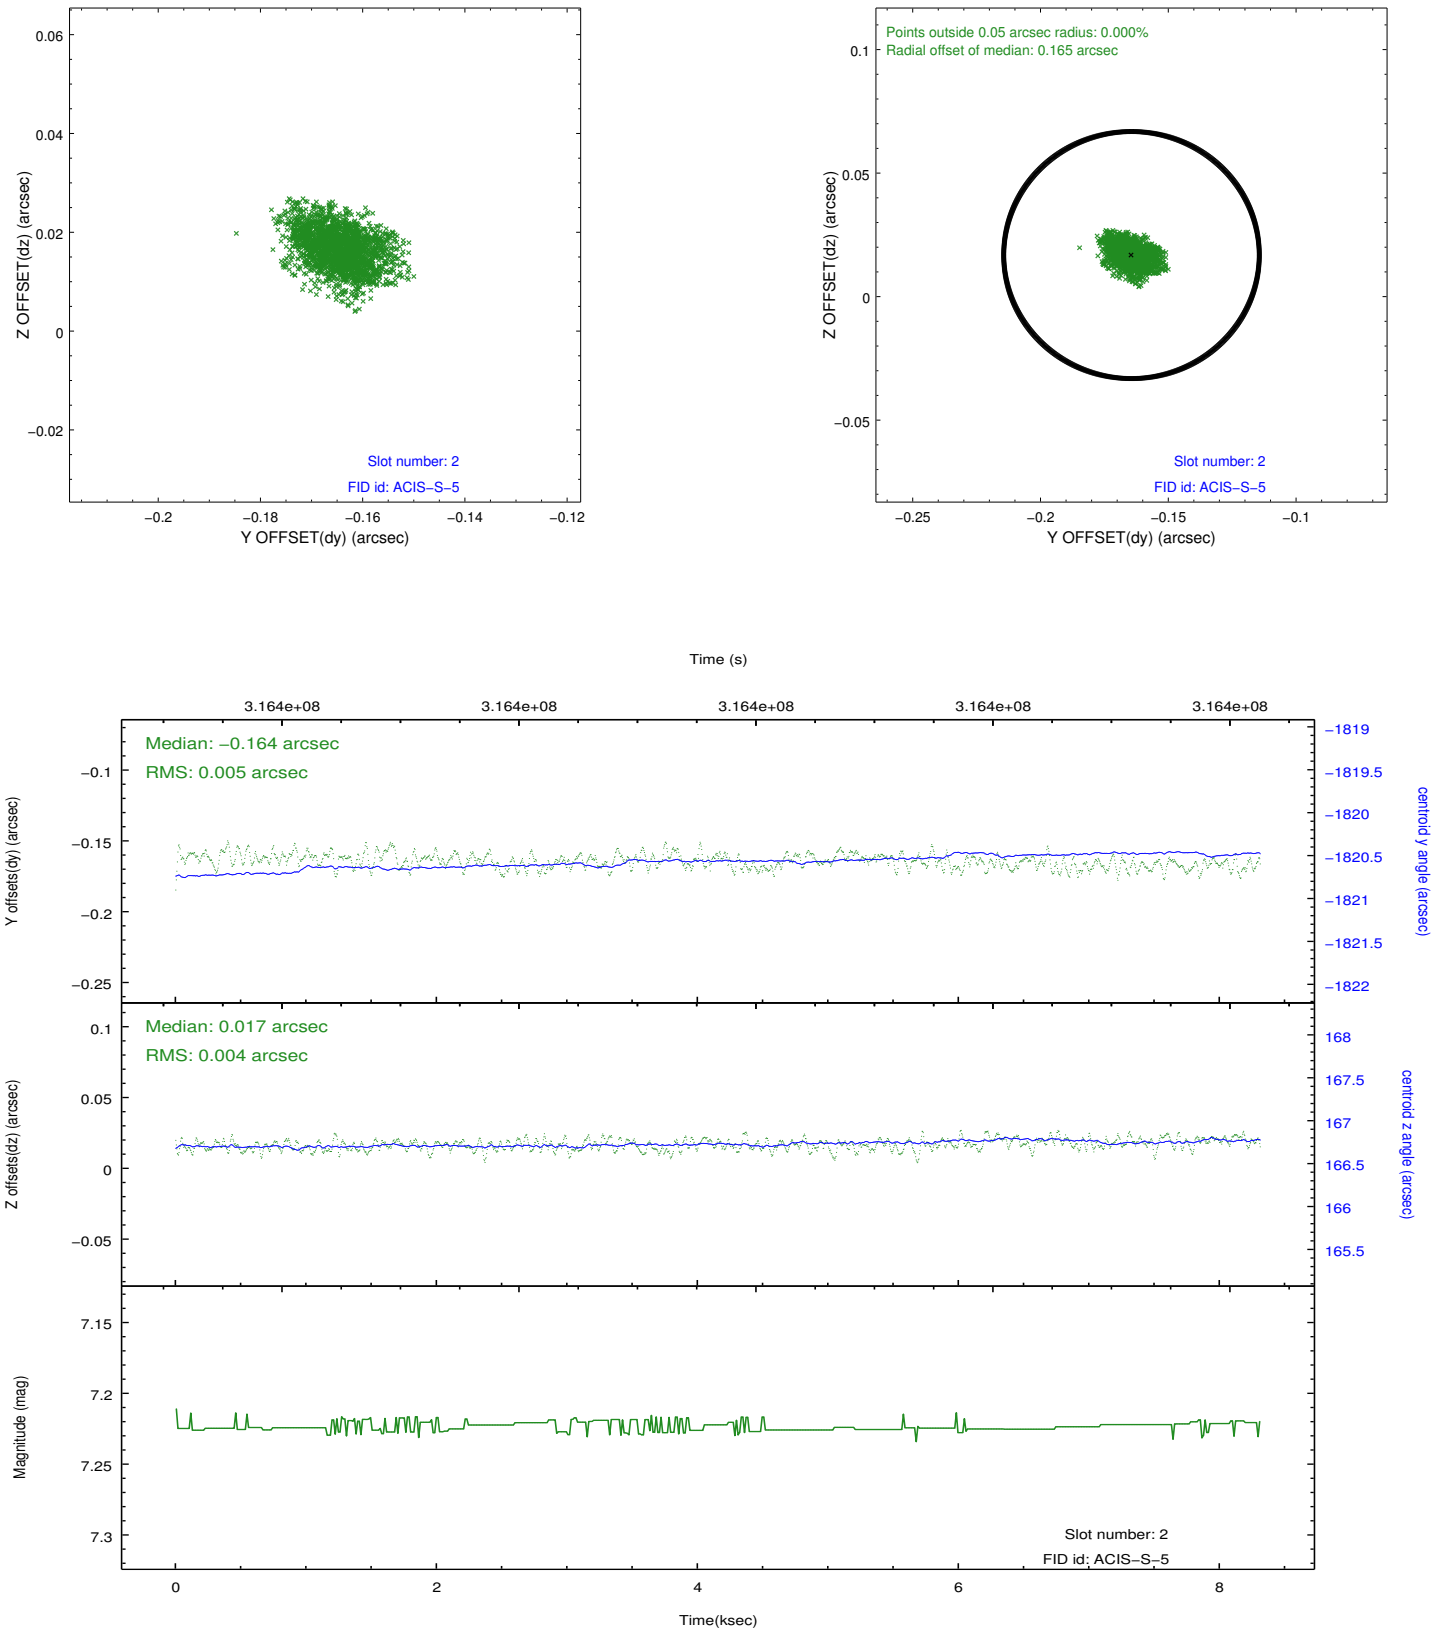 0.06
0.04
0.02
0
−0.02
Z OFFSET(dz) (arcsec)
Slot number: 2
FID id: ACIS−S−5
−0.2
−0.18
−0.16
−0.14
−0.12
Y OFFSET(dy) (arcsec)
Points outside 0.05 arcsec radius: 0.000%
Radial offset of median: 0.165 arcsec
0.1
0.05
0
−0.05
Z OFFSET(dz) (arcsec)
Slot number: 2
FID id: ACIS−S−5
−0.25
−0.2
−0.15
−0.1
Y OFFSET(dy) (arcsec)
Time (s)
3.164e+08
3.164e+08
3.164e+08
3.164e+08
3.164e+08
Median: −0.164 arcsec
RMS: 0.005 arcsec
−0.1
−0.15
−0.2
−0.25
Y offsets(dy) (arcsec)
−1819
−1819.5
−1820
−1820.5
−1821
−1821.5
−1822
centroid y angle (arcsec)
Median: 0.017 arcsec
RMS: 0.004 arcsec
0.1
0.05
0
−0.05
Z offsets(dz) (arcsec)
168
167.5
167
166.5
166
165.5
centroid z angle (arcsec)
7.15
7.2
7.25
7.3
Magnitude (mag)
Slot number: 2
FID id: ACIS−S−5
0
2
4
6
8
Time(ksec)